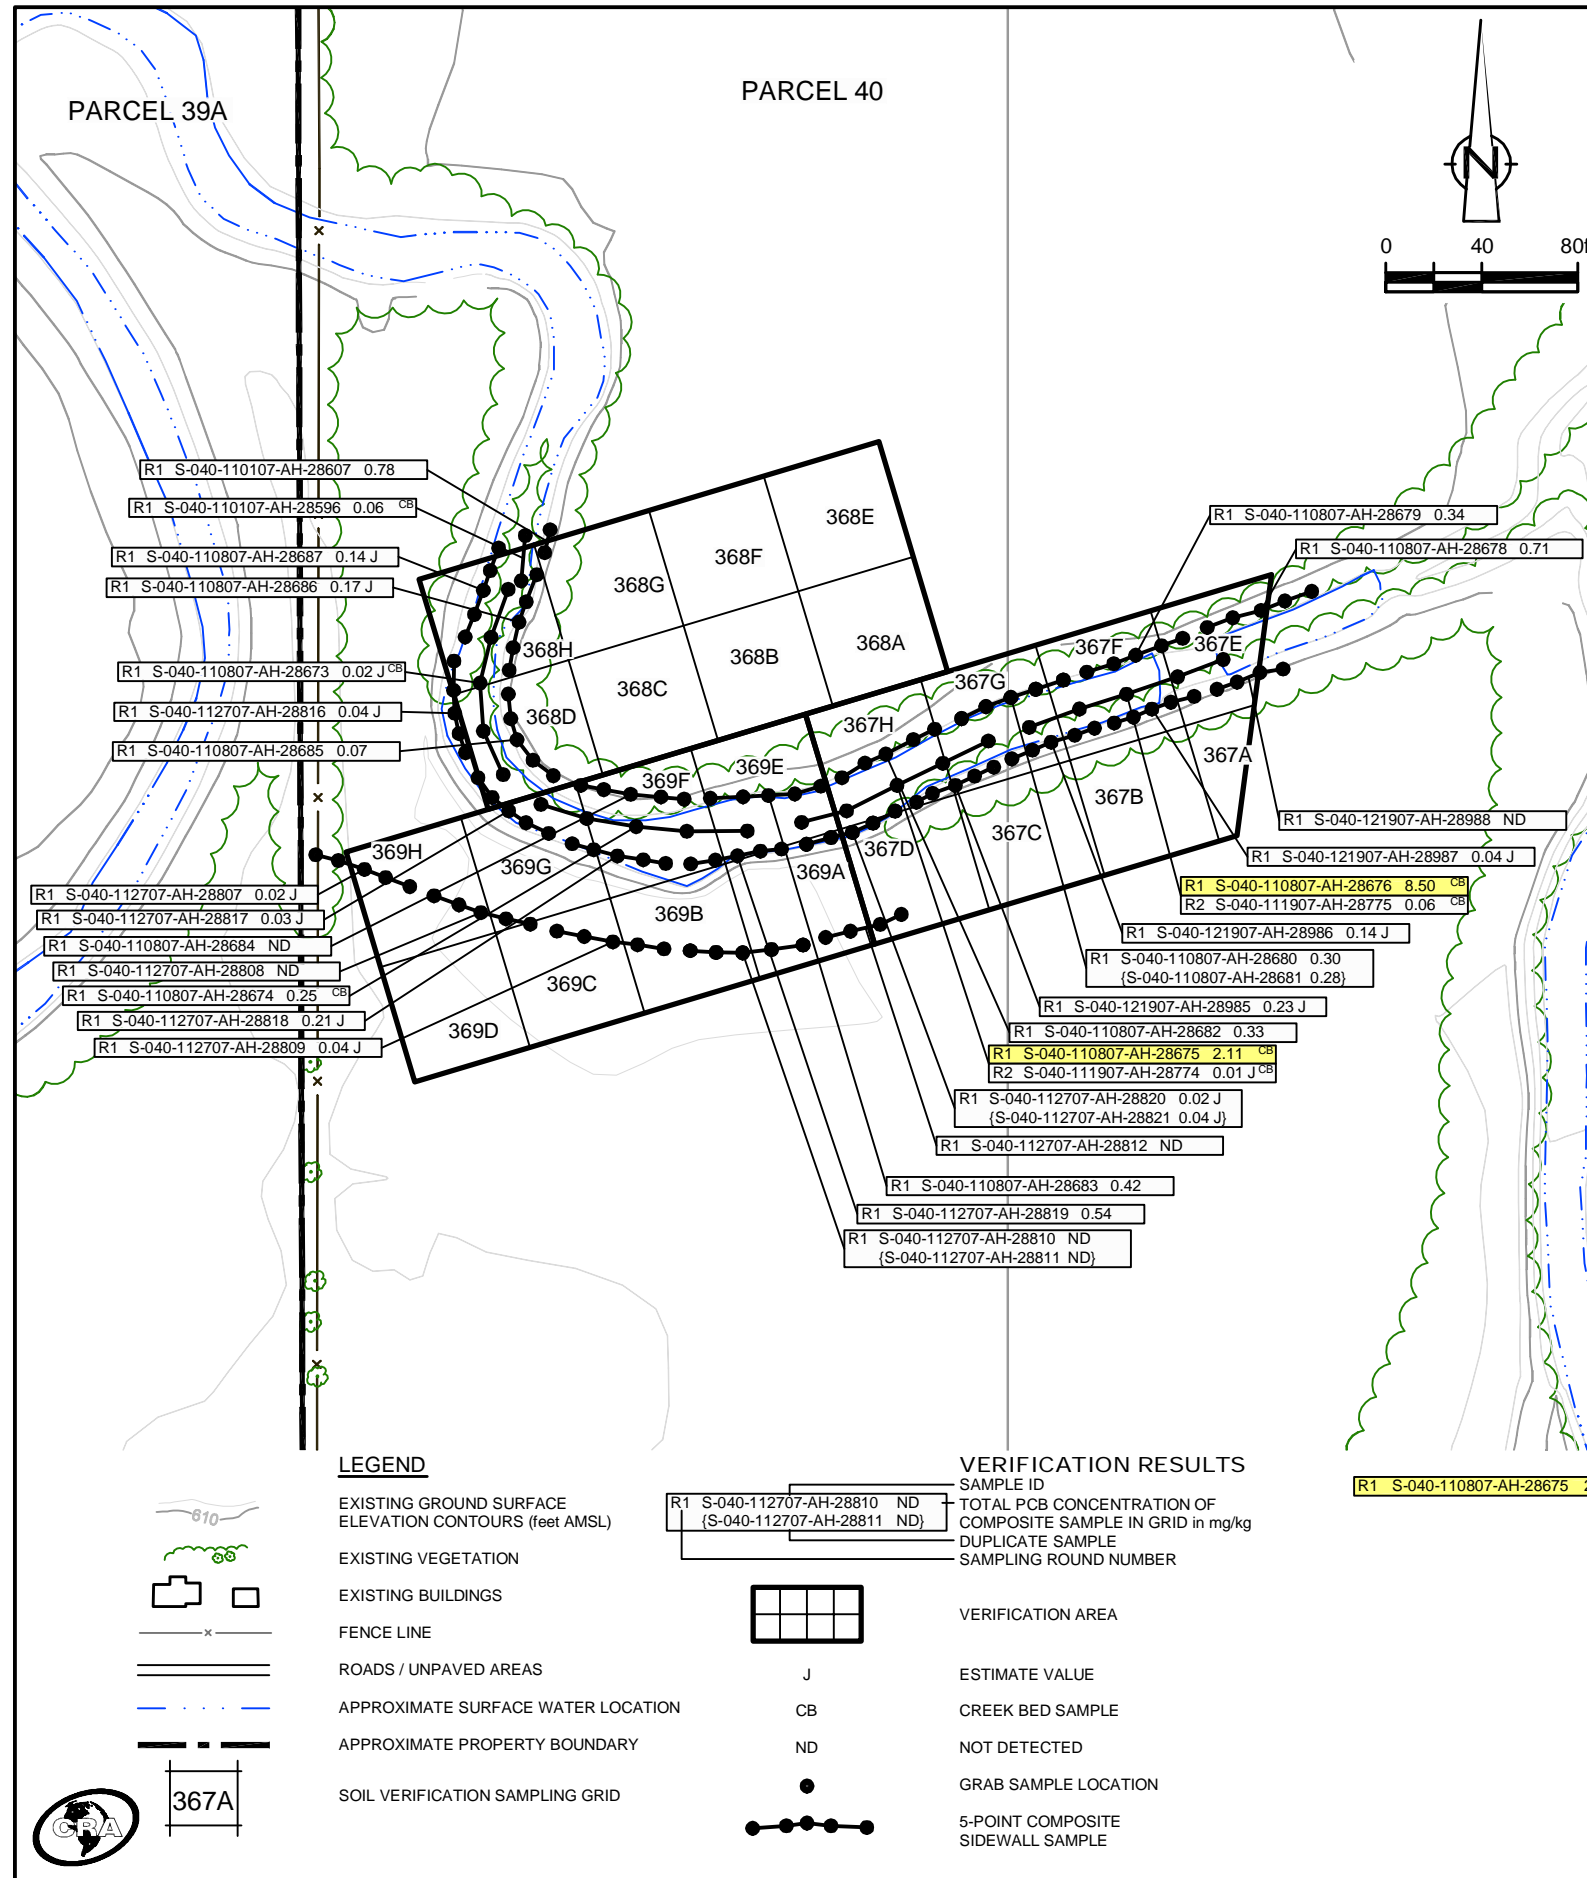 PARCEL 39A
PARCEL 40
N
0 40 80f
R1 S-040-110107-AH-28607 0.78
R1 S-040-110107-AH-28596 0.06 CB
R1 S-040-110807-AH-28687 0.14 J
R1 S-040-110807-AH-28686 0.17 J
R1 S-040-110807-AH-28673 0.02 J CB
R1 S-040-112707-AH-28816 0.04 J
R1 S-040-110807-AH-28685 0.07
R1 S-040-110807-AH-28679 0.34
R1 S-040-110807-AH-28678 0.71
368E
368F
368G
368H
368A
368B
368C
368D
367E
367F
367G
367H
367A
367B
367C
367D
369E
369F
369G
369H
369A
369B
369C
369D
R1 S-040-112707-AH-28807 0.02 J
R1 S-040-112707-AH-28817 0.03 J
R1 S-040-110807-AH-28684 ND
R1 S-040-112707-AH-28808 ND
R1 S-040-110807-AH-28674 0.25 CB
R1 S-040-112707-AH-28818 0.21 J
R1 S-040-112707-AH-28809 0.04 J
R1 S-040-121907-AH-28988 ND
R1 S-040-121907-AH-28987 0.04 J
R1 S-040-110807-AH-28676 8.50 CB
R2 S-040-111907-AH-28775 0.06 CB
R1 S-040-121907-AH-28986 0.14 J
R1 S-040-110807-AH-28680 0.30
{S-040-110807-AH-28681 0.28}
R1 S-040-121907-AH-28985 0.23 J
R1 S-040-110807-AH-28682 0.33
R1 S-040-110807-AH-28675 2.11 CB
R2 S-040-111907-AH-28774 0.01 J CB
R1 S-040-112707-AH-28820 0.02 J
{S-040-112707-AH-28821 0.04 J}
R1 S-040-112707-AH-28812 ND
R1 S-040-110807-AH-28683 0.42
R1 S-040-112707-AH-28819 0.54
R1 S-040-112707-AH-28810 ND
{S-040-112707-AH-28811 ND}
LEGEND
610
EXISTING GROUND SURFACE
ELEVATION CONTOURS (feet AMSL)
EXISTING VEGETATION
EXISTING BUILDINGS
FENCE LINE
ROADS / UNPAVED AREAS
APPROXIMATE SURFACE WATER LOCATION
APPROXIMATE PROPERTY BOUNDARY
367A
SOIL VERIFICATION SAMPLING GRID
CRA
VERIFICATION RESULTS
R1 S-040-112707-AH-28810 ND
{S-040-112707-AH-28811 ND}
SAMPLE ID
TOTAL PCB CONCENTRATION OF
COMPOSITE SAMPLE IN GRID in mg/kg
DUPLICATE SAMPLE
SAMPLING ROUND NUMBER
VERIFICATION AREA
J ESTIMATE VALUE
CB CREEK BED SAMPLE
ND NOT DETECTED
GRAB SAMPLE LOCATION
5-POINT COMPOSITE
SIDEWALL SAMPLE
R1 S-040-110807-AH-28675